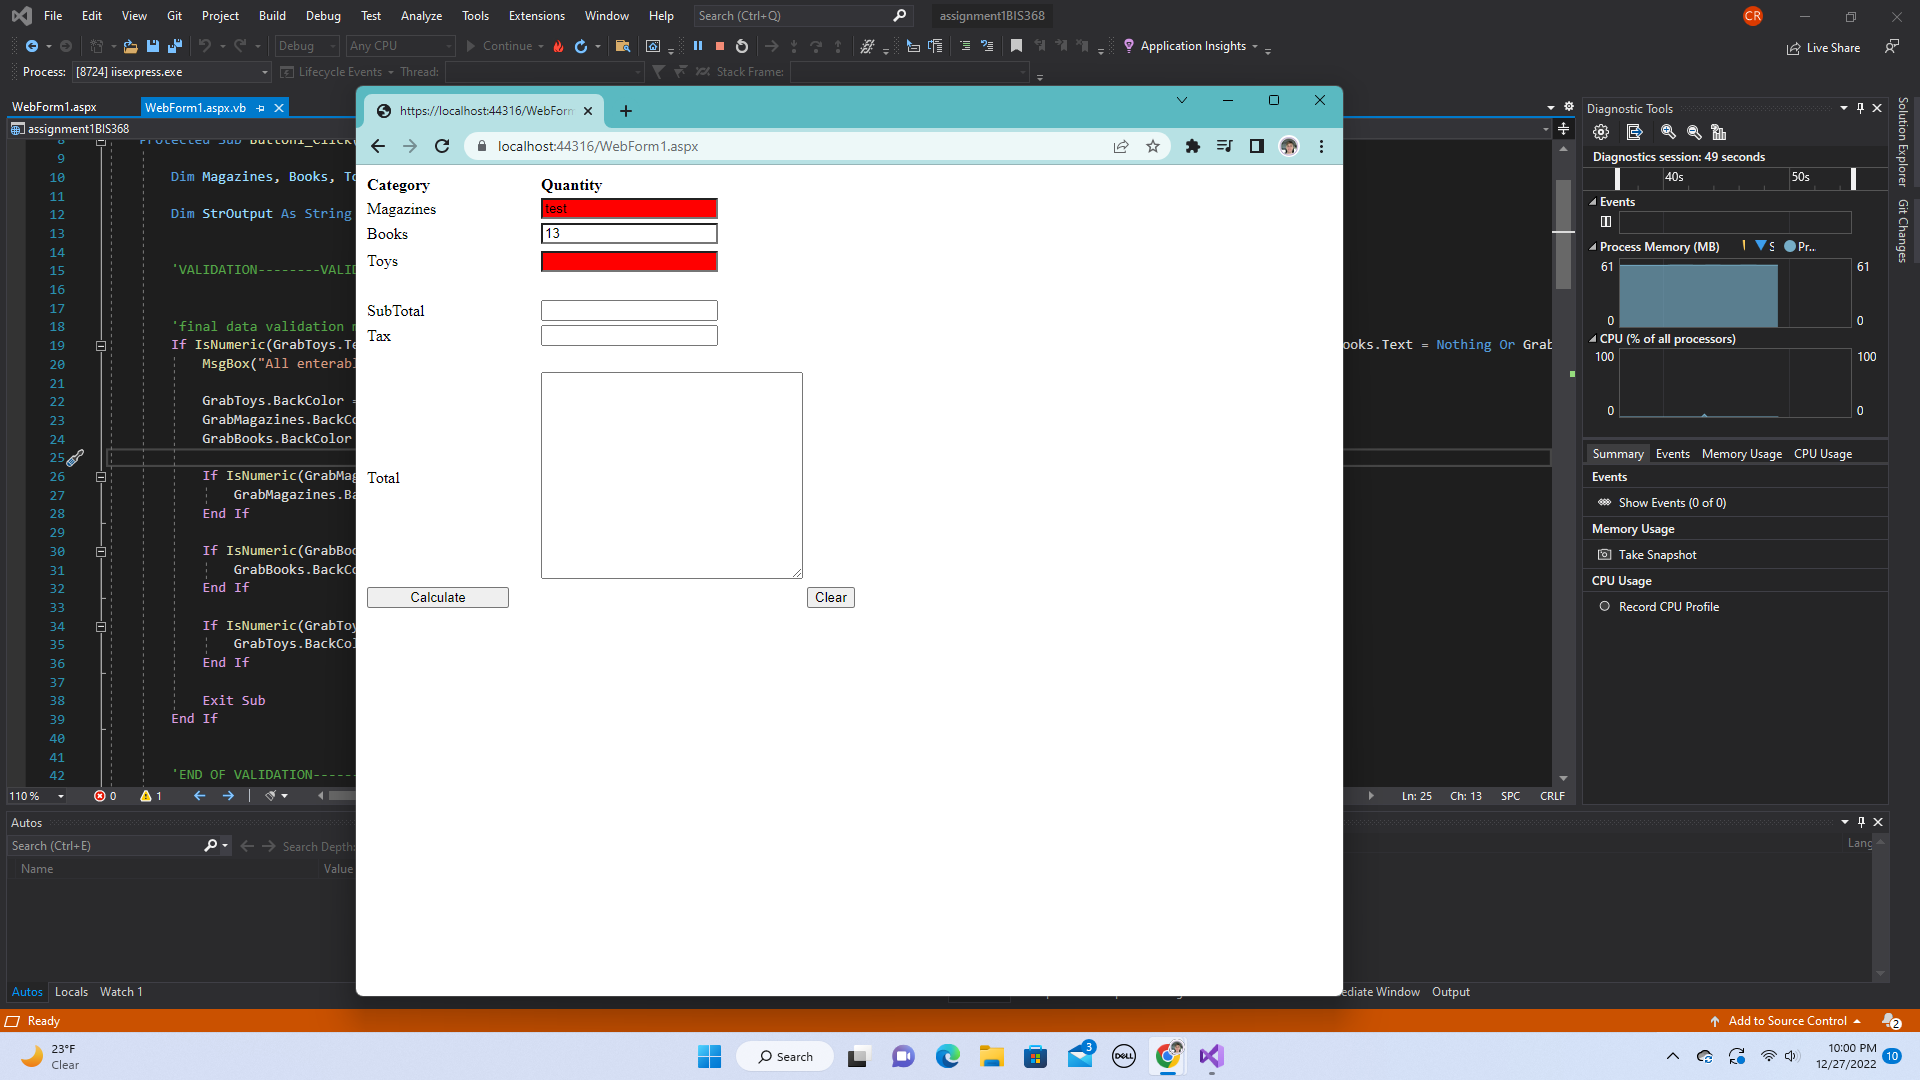 File Edit View Git Project Build Debug Test Analyze Tools Extensions Window Help Search (Ctrl+Q) assignment1BIS368 CR
Debug Any CPU Continue Application Insights Live Share
Process: [8724] iisexpress.exe Lifecycle Events Thread: Stack Frame:
WebForm1.aspx WebForm1.aspx.vb
assignment1BIS368
https://localhost:44316/WebForm
localhost:44316/WebForm1.aspx
Category Quantity
Magazines test
Books 13
Toys
SubTotal
Tax
Total
Calculate Clear
8 Protected Sub Button1_Click(
9
10 Dim Magazines, Books, To
11
12 Dim StrOutput As String
13
14
15 'VALIDATION--------VALID
16
17
18 'final data validation m
19 If IsNumeric(GrabToys.Te ooks.Text = Nothing Or Grab
20 MsgBox("All enterabl
21
22 GrabToys.BackColor =
23 GrabMagazines.BackCo
24 GrabBooks.BackColor
25
26 If IsNumeric(GrabMag
27 GrabMagazines.Ba
28 End If
29
30 If IsNumeric(GrabBoo
31 GrabBooks.BackCo
32 End If
33
34 If IsNumeric(GrabToy
35 GrabToys.BackCol
36 End If
37
38 Exit Sub
39 End If
40
41
42 'END OF VALIDATION------
110 % 0 1 Ln: 25 Ch: 13 SPC CRLF
Diagnostic Tools
Diagnostics session: 49 seconds
40s 50s
Events
Process Memory (MB) S Pr...
61 61
0 0
CPU (% of all processors)
100 100
0 0
Summary Events Memory Usage CPU Usage
Events
Show Events (0 of 0)
Memory Usage
Take Snapshot
CPU Usage
Record CPU Profile
Solution Explorer
Git Changes
Autos
Search (Ctrl+E) Search Depth:
Name Value Lang
Autos Locals Watch 1 ediate Window Output
Ready Add to Source Control 2
23°F
Clear
Search
3
DELL
10:00 PM
12/27/2022
10